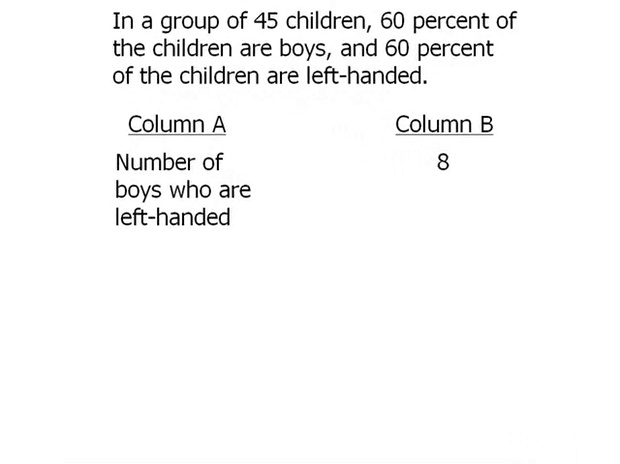 In a group of 45 children, 60 percent of
the children are boys, and 60 percent
of the children are left-handed.
Column A Column B
Number of 8
boys who are
left-handed